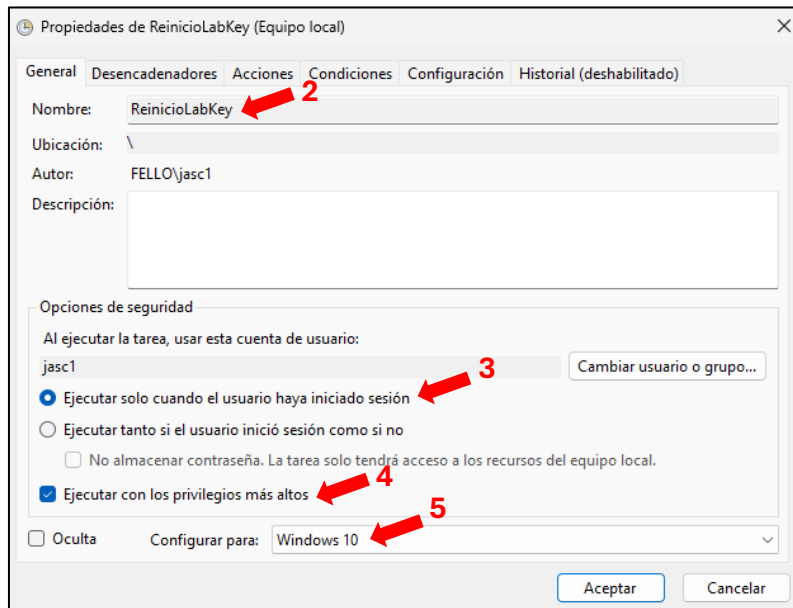 Propiedades de ReinicioLabKey (Equipo local)
General Desencadenadores Acciones Condiciones Configuración Historial (deshabilitado)
2
Nombre: ReinicioLabKey
Ubicación: \
Autor: FELLO\jasc1
Descripción:
Opciones de seguridad
Al ejecutar la tarea, usar esta cuenta de usuario:
jasc1 Cambiar usuario o grupo...
3
Ejecutar solo cuando el usuario haya iniciado sesión
Ejecutar tanto si el usuario inició sesión como si no
No almacenar contraseña. La tarea solo tendrá acceso a los recursos del equipo local.
4
Ejecutar con los privilegios más altos
5
Oculta Configurar para: Windows 10
Aceptar Cancelar